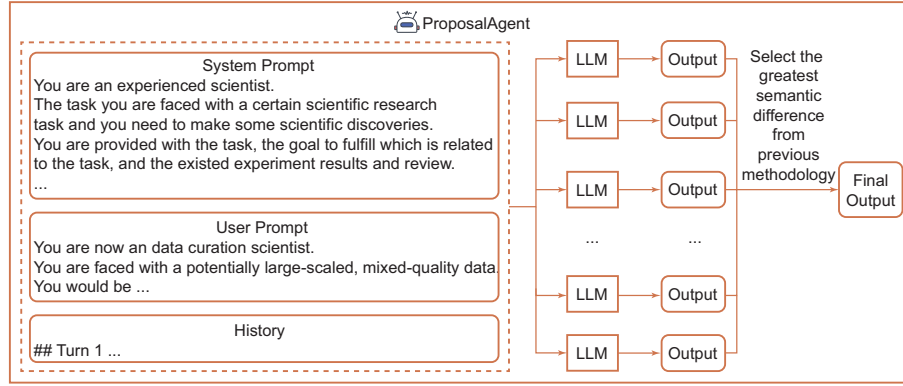 ProposalAgent
System Prompt
You are an experienced scientist.
The task you are faced with a certain scientific research
task and you need to make some scientific discoveries.
You are provided with the task, the goal to fulfill which is related
to the task, and the existed experiment results and review.
...
User Prompt
You are now an data curation scientist.
You are faced with a potentially large-scaled, mixed-quality data.
You would be ...
History
## Turn 1 ...
LLM
Output
LLM
Output
LLM
Output
...
...
LLM
Output
LLM
Output
Select the
greatest
semantic
difference
from
previous
methodology
Final
Output